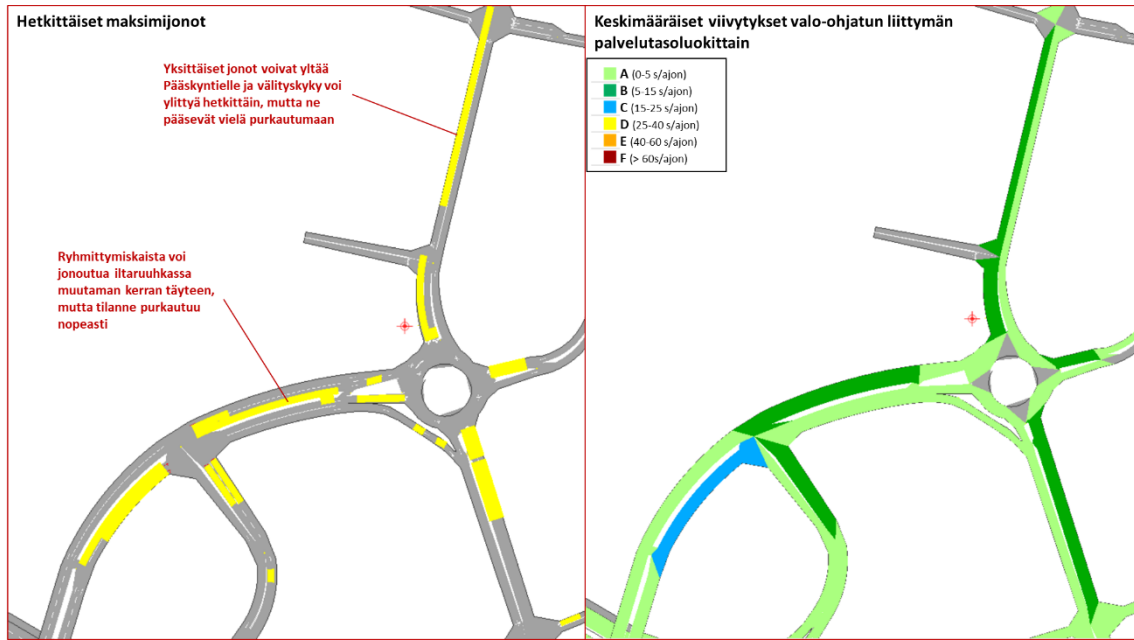 Hetkittäiset maksimijonot
Yksittäiset jonot voivat yltää
Pääskyntielle ja välityskyky voi
ylittyä hetkittäin, mutta ne
pääsevät vielä purkautumaan
Ryhmittymiskaista voi
jonoutua iltaruuhkassa
muutaman kerran täyteen,
mutta tilanne purkautuu
nopeasti
Keskimääräiset viivytykset valo-ohjatun liittymän
palvelutasoluokittain
A (0-5 s/ajon)
B (5-15 s/ajon)
C (15-25 s/ajon)
D (25-40 s/ajon)
E (40-60 s/ajon)
F (> 60s/ajon)